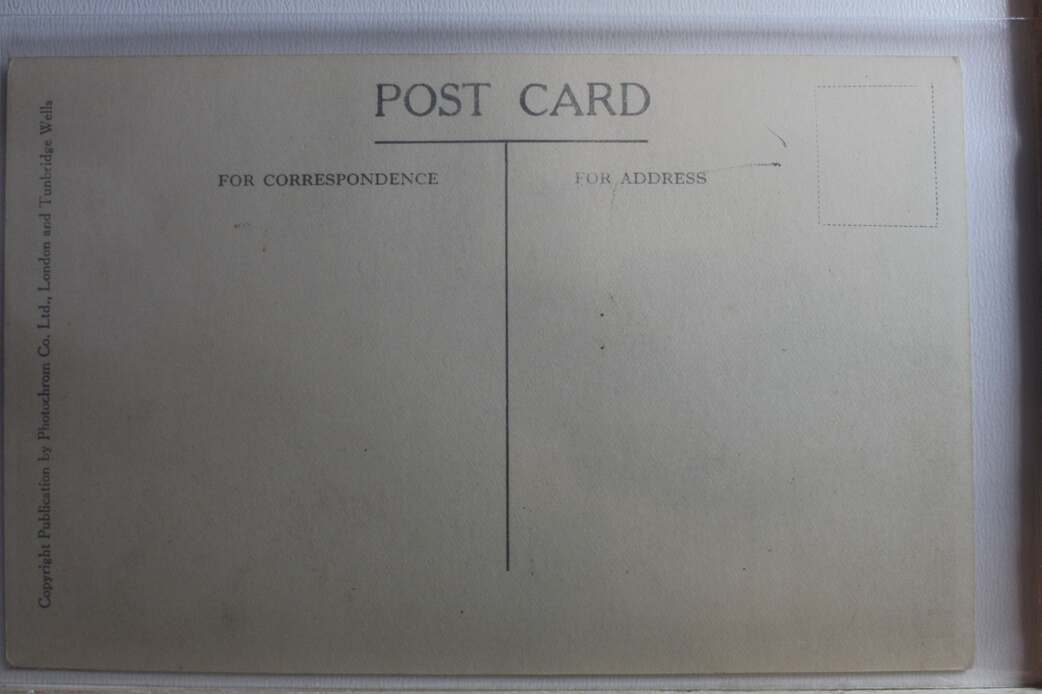 POST CARD
FOR CORRESPONDENCE
FOR ADDRESS
Copyright Publication by Photochrom Co. Ltd., London and Tunbridge Wells